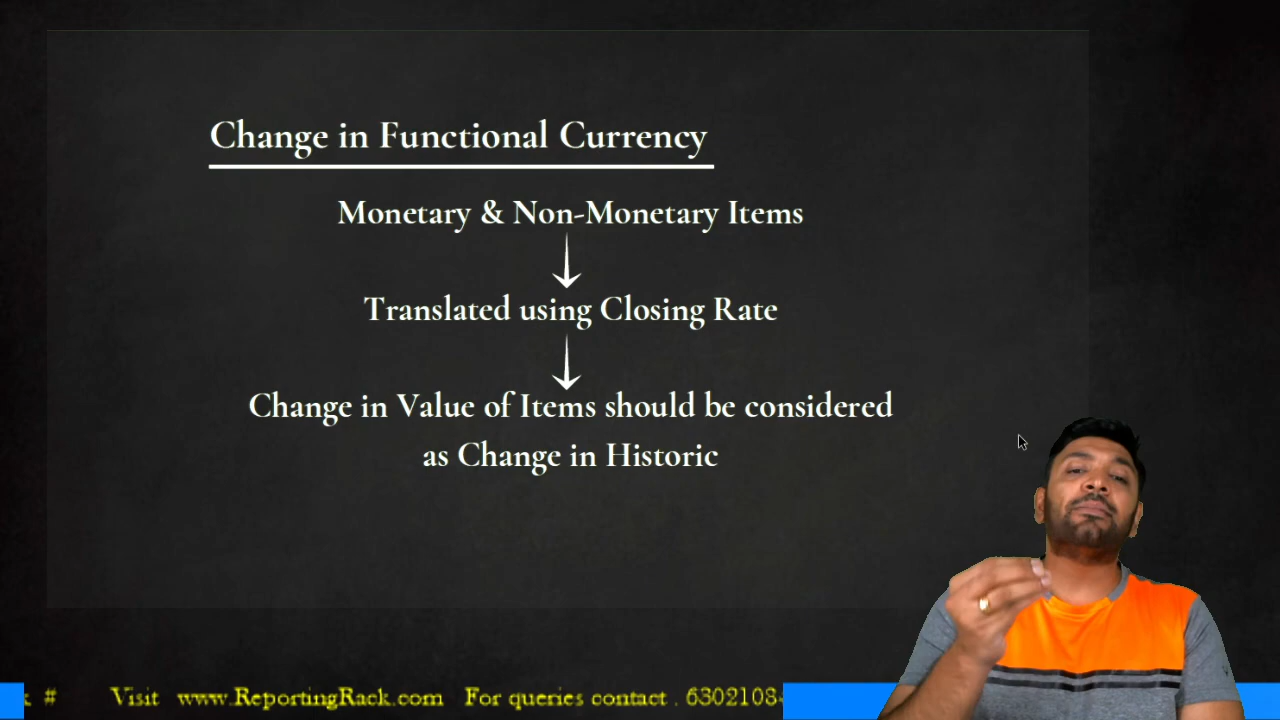 Change in Functional Currency
Monetary & Non-Monetary Items
Translated using Closing Rate
Change in Value of Items should be considered
as Change in Historic
# Visit www.ReportingRack.com For queries contact . 6302108